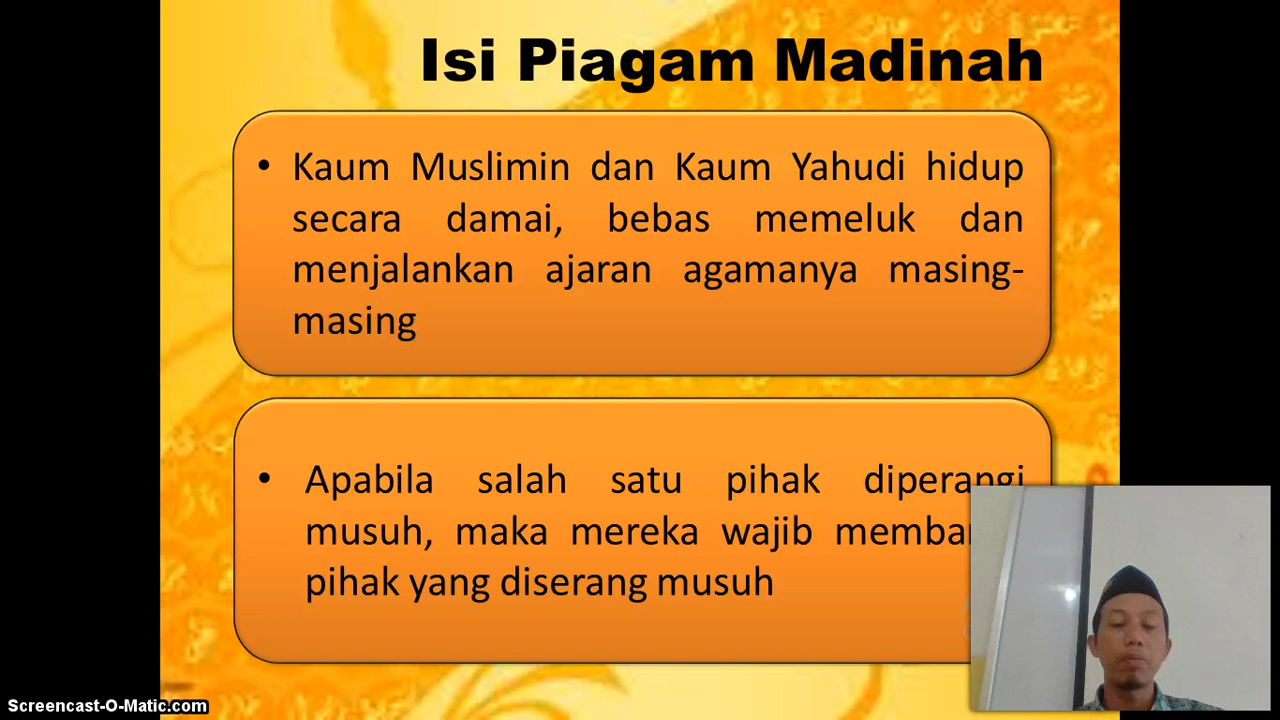 Isi Piagam Madinah
• Kaum Muslimin dan Kaum Yahudi hidup
secara damai, bebas memeluk dan
menjalankan ajaran agamanya masing-
masing
• Apabila salah satu pihak diperangi
musuh, maka mereka wajib
pihak yang diserang musuh
Screencast-O-Matic.com